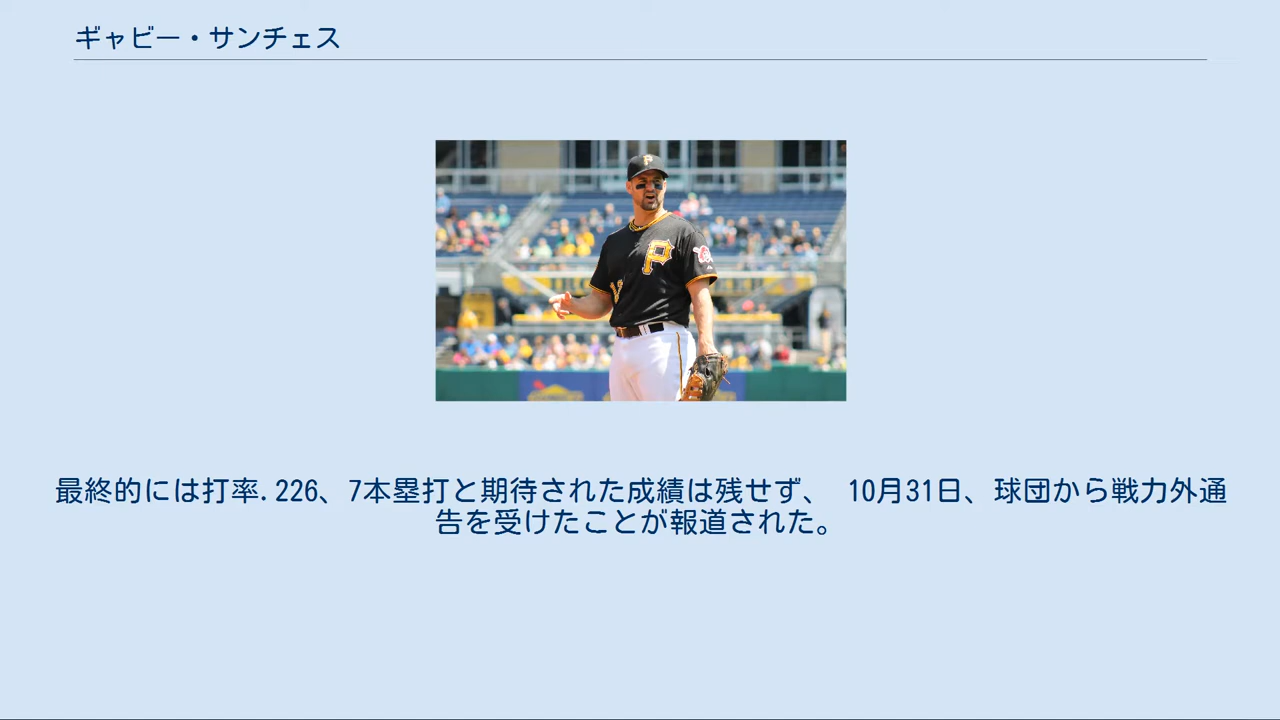 ギャビー・サンチェス
P
P
最終的には打率.226、7本塁打と期待された成績は残せず、 10月31日、球団から戦力外通
告を受けたことが報道された。